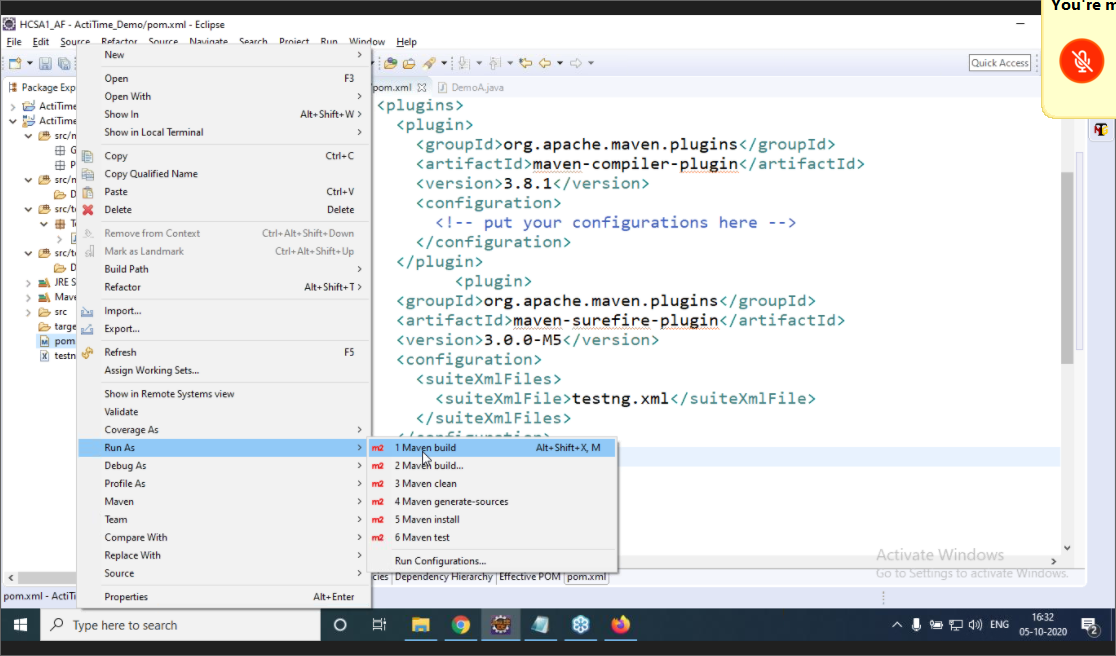 HCSA1_AF - ActiTime_Demo/pom.xml - Eclipse
You're m
File Edit Source Refactor Source Navigate Search Project Run Window Help
Quick Access
Package Exp
pom.xml
DemoA.java
ActiTime
ActiTime
src/
src/
src/t
src/t
JRE S
Mave
src
targe
pom
testn
New
Open F3
Open With
Show In Alt+Shift+W
Show in Local Terminal
Copy Ctrl+C
Copy Qualified Name
Paste Ctrl+V
Delete Delete
Remove from Context Ctrl+Alt+Shift+Down
Mark as Landmark Ctrl+Alt+Shift+Up
Build Path
Refactor Alt+Shift+T
Import...
Export...
Refresh F5
Assign Working Sets...
Show in Remote Systems view
Validate
Coverage As
Run As
Debug As
Profile As
Maven
Team
Compare With
Replace With
Source
Properties Alt+Enter
<plugins>
<plugin>
<groupId>org.apache.maven.plugins</groupId>
<artifactId>maven-compiler-plugin</artifactId>
<version>3.8.1</version>
<configuration>
<!-- put your configurations here -->
</configuration>
</plugin>
<plugin>
<groupId>org.apache.maven.plugins</groupId>
<artifactId>maven-surefire-plugin</artifactId>
<version>3.0.0-M5</version>
<configuration>
<suiteXmlFiles>
<suiteXmlFile>testng.xml</suiteXmlFile>
</suiteXmlFiles>
</configuration>
m2 1 Maven build Alt+Shift+X, M
m2 2 Maven build...
m2 3 Maven clean
m2 4 Maven generate-sources
m2 5 Maven install
m2 6 Maven test
Run Configurations...
cies Dependency Hierarchy Effective POM pom.xml
Activate Windows
Go to Settings to activate Windows.
pom.xml - ActiTi
Type here to search
ENG
16:32
05-10-2020
2